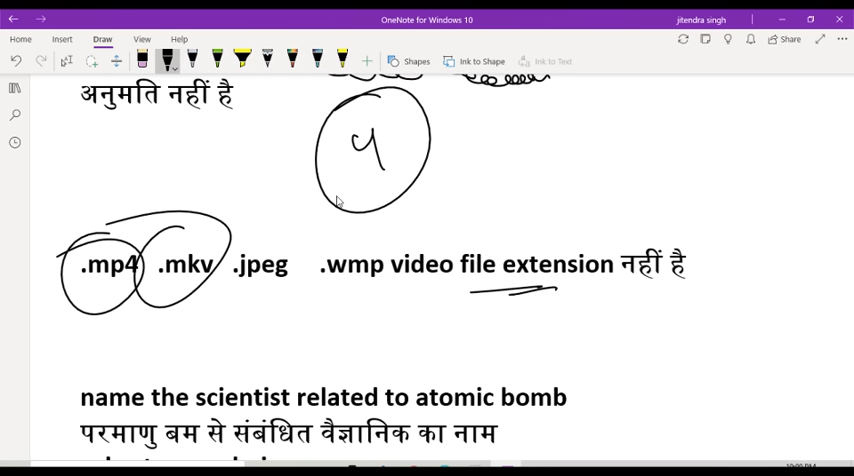 OneNote for Windows 10
jitendra singh
Home Insert Draw View Help
Share
Shapes Ink to Shape Ink to Text
अनुमति नहीं है
4
.mp4 .mkv .jpeg .wmp video file extension नहीं है
name the scientist related to atomic bomb
परमाणु बम से संबंधित वैज्ञानिक का नाम